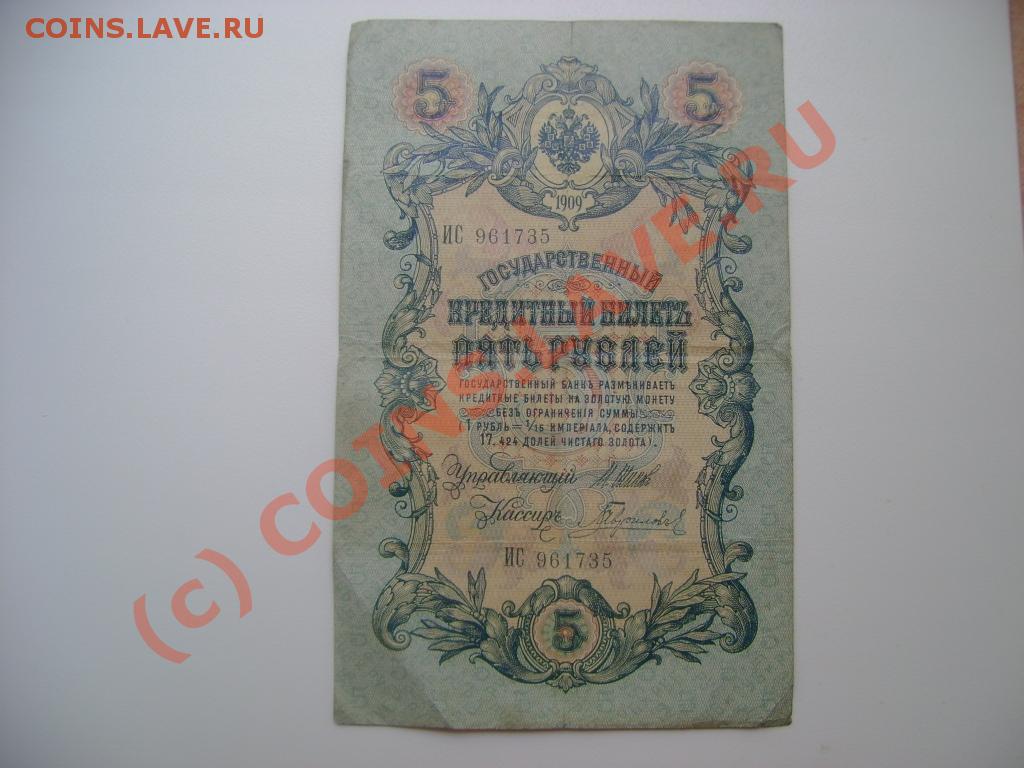 COINS.LAVE.RU
5 5
1909
ИС 961735
ГОСУДАРСТВЕННЫЙ
КРЕДИТНЫЙ БИЛЕТЪ
ПЯТЬ РУБЛЕЙ
ГОСУДАРСТВЕННЫЙ БАНКЪ РАЗМѢНИВАЕТЪ
КРЕДИТНЫЕ БИЛЕТЫ НА ЗОЛОТУЮ МОНЕТУ
БЕЗЪ ОГРАНИЧЕНІЯ СУММЫ
(1 РУБЛЬ = 1/15 ИМПЕРІАЛА, СОДЕРЖИТЪ
17.424 ДОЛЕЙ ЧИСТАГО ЗОЛОТА).
Управляющій
Кассиръ
ИС 961735
5
(c) COINS.LAVE.RU